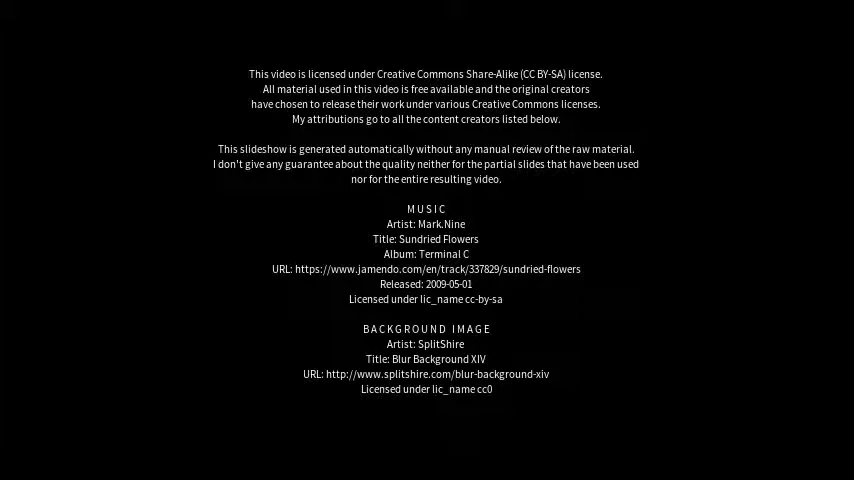 This video is licensed under Creative Commons Share-Alike (CC BY-SA) license.
All material used in this video is free available and the original creators
have chosen to release their work under various Creative Commons licenses.
My attributions go to all the content creators listed below.
This slideshow is generated automatically without any manual review of the raw material.
I don't give any guarantee about the quality neither for the partial slides that have been used
nor for the entire resulting video.
MUSIC
Artist: Mark.Nine
Title: Sundried Flowers
Album: Terminal C
URL: https://www.jamendo.com/en/track/337829/sundried-flowers
Released: 2009-05-01
Licensed under lic_name cc-by-sa
BACKGROUND IMAGE
Artist: SplitShire
Title: Blur Background XIV
URL: http://www.splitshire.com/blur-background-xiv
Licensed under lic_name cc0